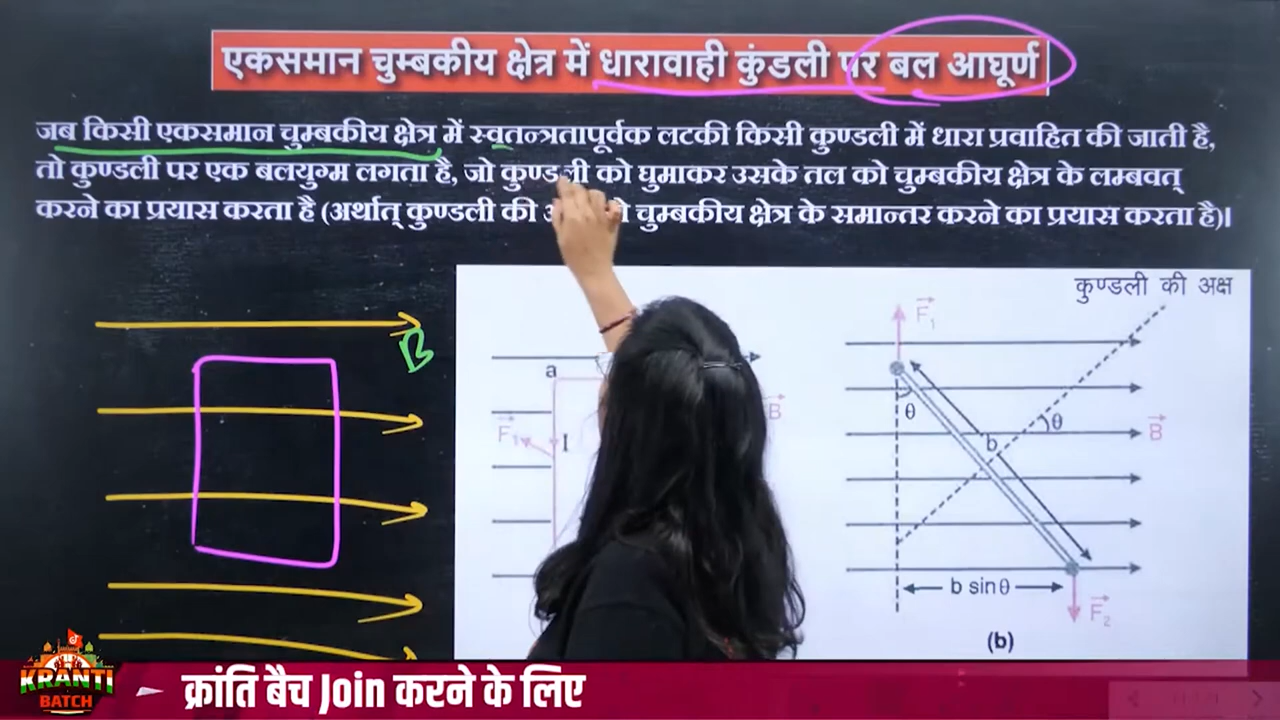 एकसमान चुम्बकीय क्षेत्र में धारावाही कुंडली पर बल आघूर्ण
जब किसी एकसमान चुम्बकीय क्षेत्र में स्वतन्त्रतापूर्वक लटकी किसी कुण्डली में धारा प्रवाहित की जाती है,
तो कुण्डली पर एक बलयुग्म लगता है, जो कुण्डली को घुमाकर उसके तल को चुम्बकीय क्षेत्र के लम्बवत्
करने का प्रयास करता है (अर्थात् कुण्डली की चुम्बकीय क्षेत्र के समान्तर करने का प्रयास करता है)।
B
a
F₁
I
B
कुण्डली की अक्ष
F₁
θ
b
θ
B
b sinθ
F₂
(b)
KRANTI
BATCH
क्रांति बैच Join करने के लिए